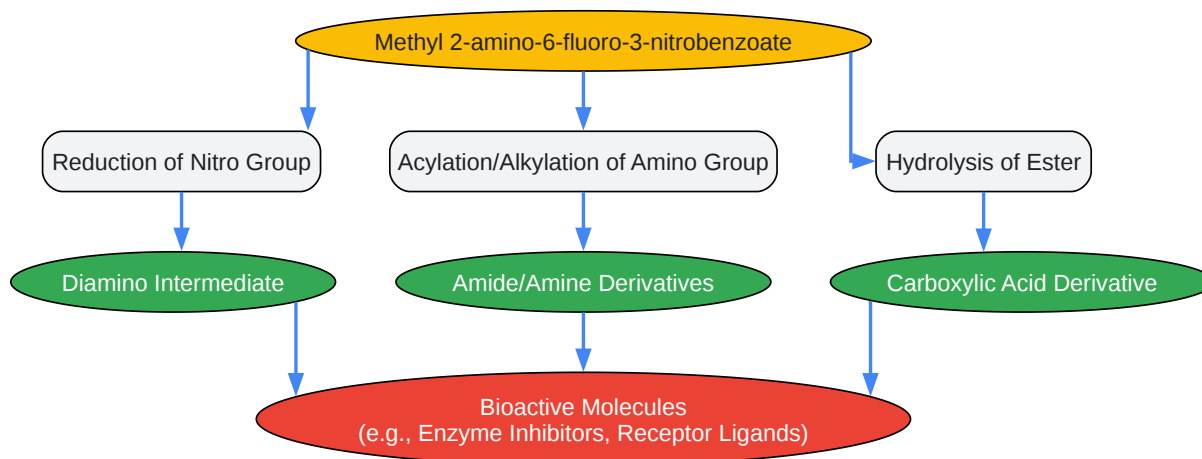 Methyl 2-amino-6-fluoro-3-nitrobenzoate
Reduction of Nitro Group
Acylation/Alkylation of Amino Group
Hydrolysis of Ester
Diamino Intermediate
Amide/Amine Derivatives
Carboxylic Acid Derivative
Bioactive Molecules
(e.g., Enzyme Inhibitors, Receptor Ligands)